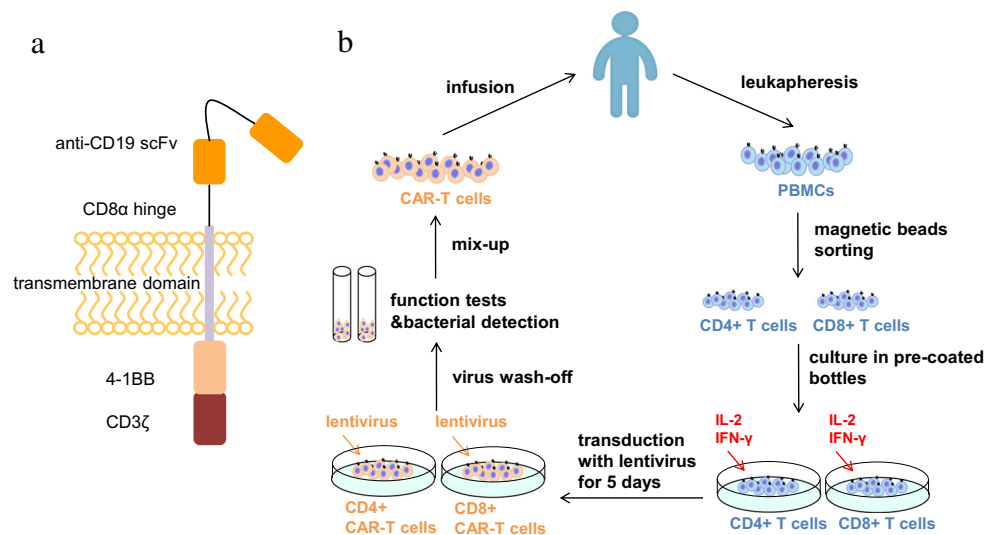 a
anti-CD19 scFv
CD8α hinge
transmembrane domain
4-1BB
CD3ζ
b
infusion
leukapheresis
CAR-T cells
PBMCs
mix-up
magnetic beads
sorting
function tests
&bacterial detection
CD4+ T cells
CD8+ T cells
virus wash-off
culture in pre-coated
bottles
lentivirus
lentivirus
transduction
with lentivirus
for 5 days
IL-2
IFN-γ
IL-2
IFN-γ
CD4+
CAR-T cells
CD8+
CAR-T cells
CD4+ T cells
CD8+ T cells